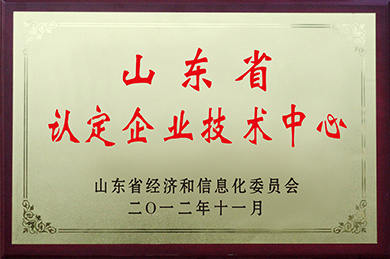 山东省
认定企业技术中心
山东省经济和信息化委员会
二〇一二年十一月